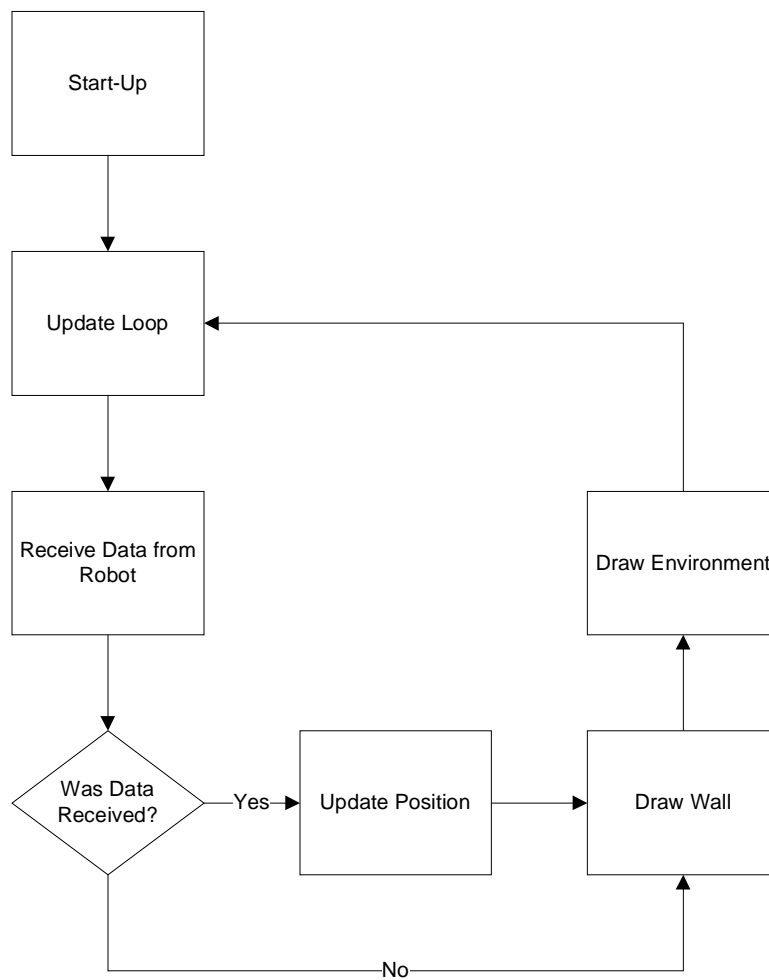 Start-Up
Update Loop
Receive Data from
Robot
Draw Environment
Was Data
Received?
Yes
Update Position
Draw Wall
No